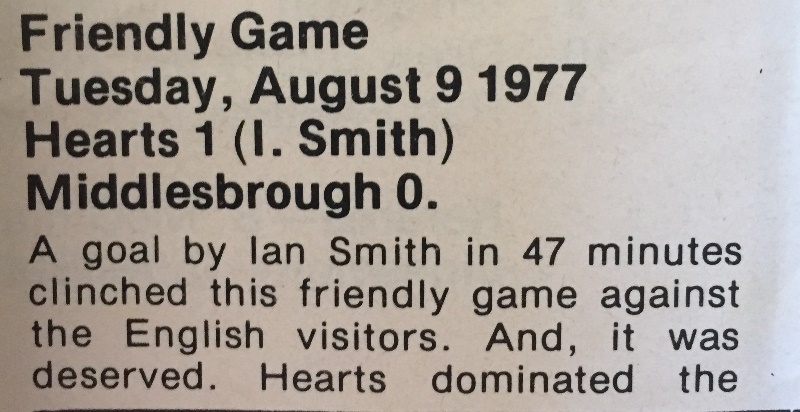 Friendly Game
Tuesday, August 9 1977
Hearts 1 (I. Smith)
Middlesbrough 0.
A goal by Ian Smith in 47 minutes
clinched this friendly game against
the English visitors. And, it was
deserved. Hearts dominated the